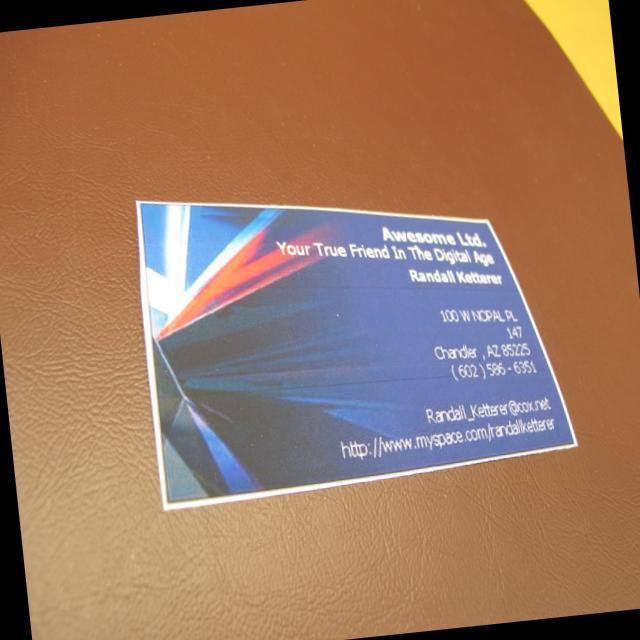 Awesome Ltd.
Your True Friend In The Digital Age
Randall Ketterer
100 W NOPAL PL
147
Chandler , AZ 85225
( 602 ) 586 - 6351
Randall_Ketterer@cox.net
http://www.myspace.com/randallketterer